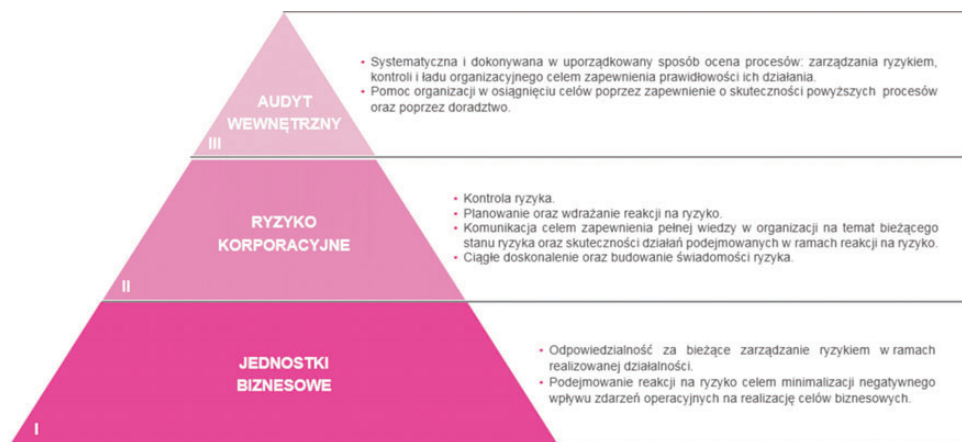 • Systematyczna i dokonywana w uporządkowany sposób ocena procesów: zarządzania ryzykiem,
kontroli i ładu organizacyjnego celem zapewnienia prawidłowości ich działania.
• Pomoc organizacji w osiągnięciu celów poprzez zapewnienie o skuteczności powyższych procesów
oraz poprzez doradztwo.
AUDYT
WEWNĘTRZNY
III
• Kontrola ryzyka.
• Planowanie oraz wdrażanie reakcji na ryzyko.
• Komunikacja celem zapewnienia pełnej wiedzy w organizacji na temat bieżącego
stanu ryzyka oraz skuteczności działań podejmowanych w ramach reakcji na ryzyko.
• Ciągłe doskonalenie oraz budowanie świadomości ryzyka.
RYZYKO
KORPORACYJNE
II
• Odpowiedzialność za bieżące zarządzanie ryzykiem w ramach
realizowanej działalności.
• Podejmowanie reakcji na ryzyko celem minimalizacji negatywnego
wpływu zdarzeń operacyjnych na realizację celów biznesowych.
JEDNOSTKI
BIZNESOWE
I